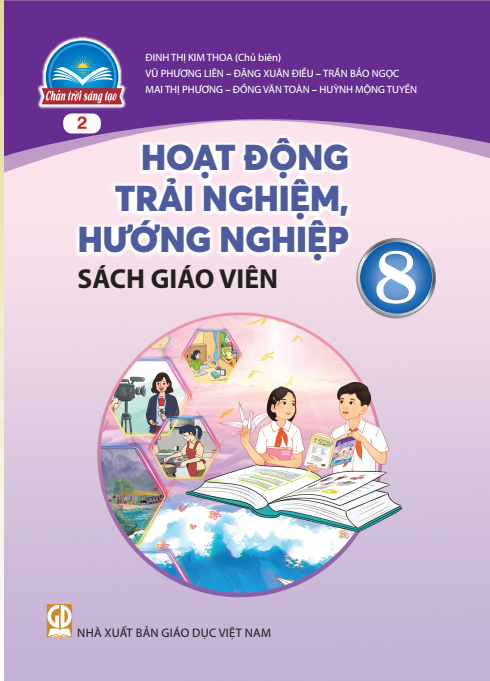 ĐINH THỊ KIM THOA (Chủ biên)
VŨ PHƯƠNG LIÊN – ĐẶNG XUÂN ĐIỀU – TRẦN BẢO NGỌC
MAI THỊ PHƯƠNG – ĐỒNG VĂN TOÀN – HUỲNH MỘNG TUYỀN
Chân trời sáng tạo
2
HOẠT ĐỘNG
TRẢI NGHIỆM,
HƯỚNG NGHIỆP
SÁCH GIÁO VIÊN
8
GD
NHÀ XUẤT BẢN GIÁO DỤC VIỆT NAM